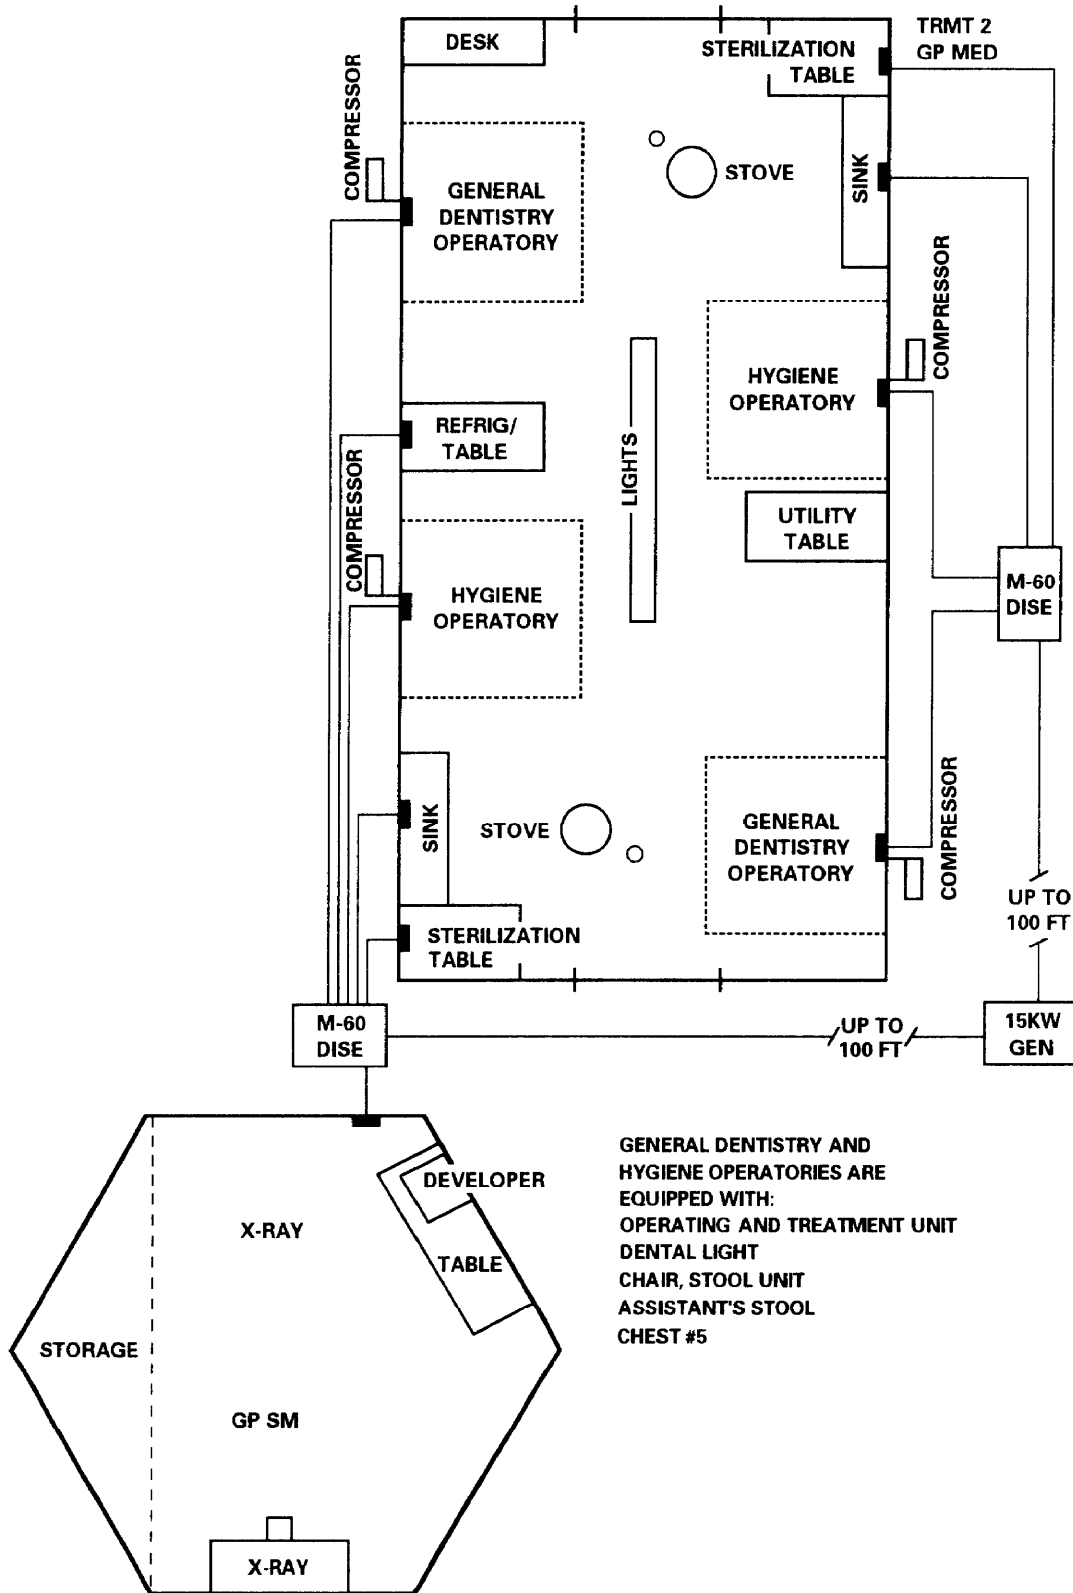 DESK
STERILIZATION
TABLE
TRMT 2
GP MED
COMPRESSOR
GENERAL
DENTISTRY
OPERATORY
STOVE
SINK
COMPRESSOR
HYGIENE
OPERATORY
REFRIG/
TABLE
LIGHTS
COMPRESSOR
UTILITY
TABLE
HYGIENE
OPERATORY
M-60
DISE
SINK
STOVE
GENERAL
DENTISTRY
OPERATORY
COMPRESSOR
UP TO
100 FT
STERILIZATION
TABLE
M-60
DISE
UP TO
100 FT
15KW
GEN
GENERAL DENTISTRY AND
HYGIENE OPERATORIES ARE
EQUIPPED WITH:
OPERATING AND TREATMENT UNIT
DENTAL LIGHT
CHAIR, STOOL UNIT
ASSISTANT'S STOOL
CHEST #5
DEVELOPER
X-RAY
TABLE
STORAGE
GP SM
X-RAY